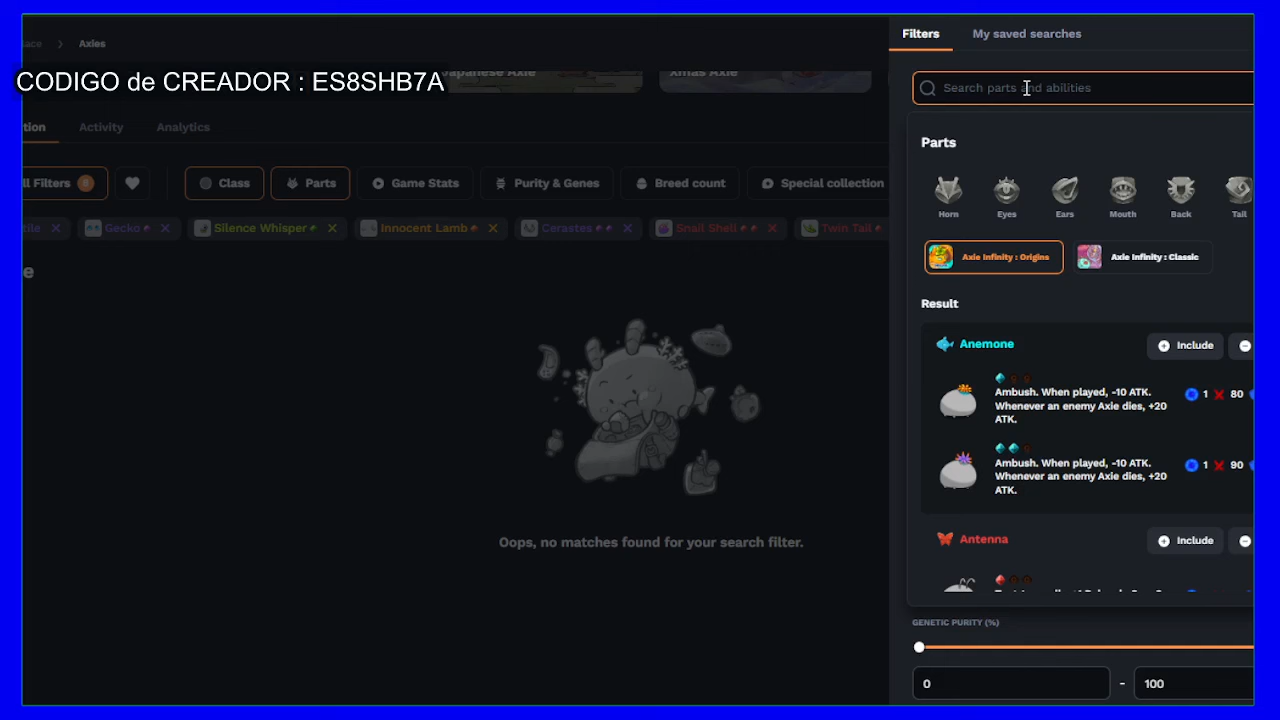 Filters
My saved searches
Axies
CODIGO de CREADOR : ES8SHB7A
Japanese Axie
Xmas Axie
Search parts and abilities
Activity
Analytics
Parts
Filters
8
Class
Parts
Game Stats
Purity & Genes
Breed count
Special collection
Horn
Eyes
Ears
Mouth
Back
Tail
Gecko
Silence Whisper
Innocent Lamb
Cerastes
Snail Shell
Twin Tail
Axie Infinity : Origins
Axie Infinity : Classic
Result
Anemone
Include
Ambush. When played, -10 ATK.
Whenever an enemy Axie dies, +20
ATK.
1
80
Ambush. When played, -10 ATK.
Whenever an enemy Axie dies, +20
ATK.
1
90
Oops, no matches found for your search filter.
Antenna
Include
GENETIC PURITY (%)
0
-
100